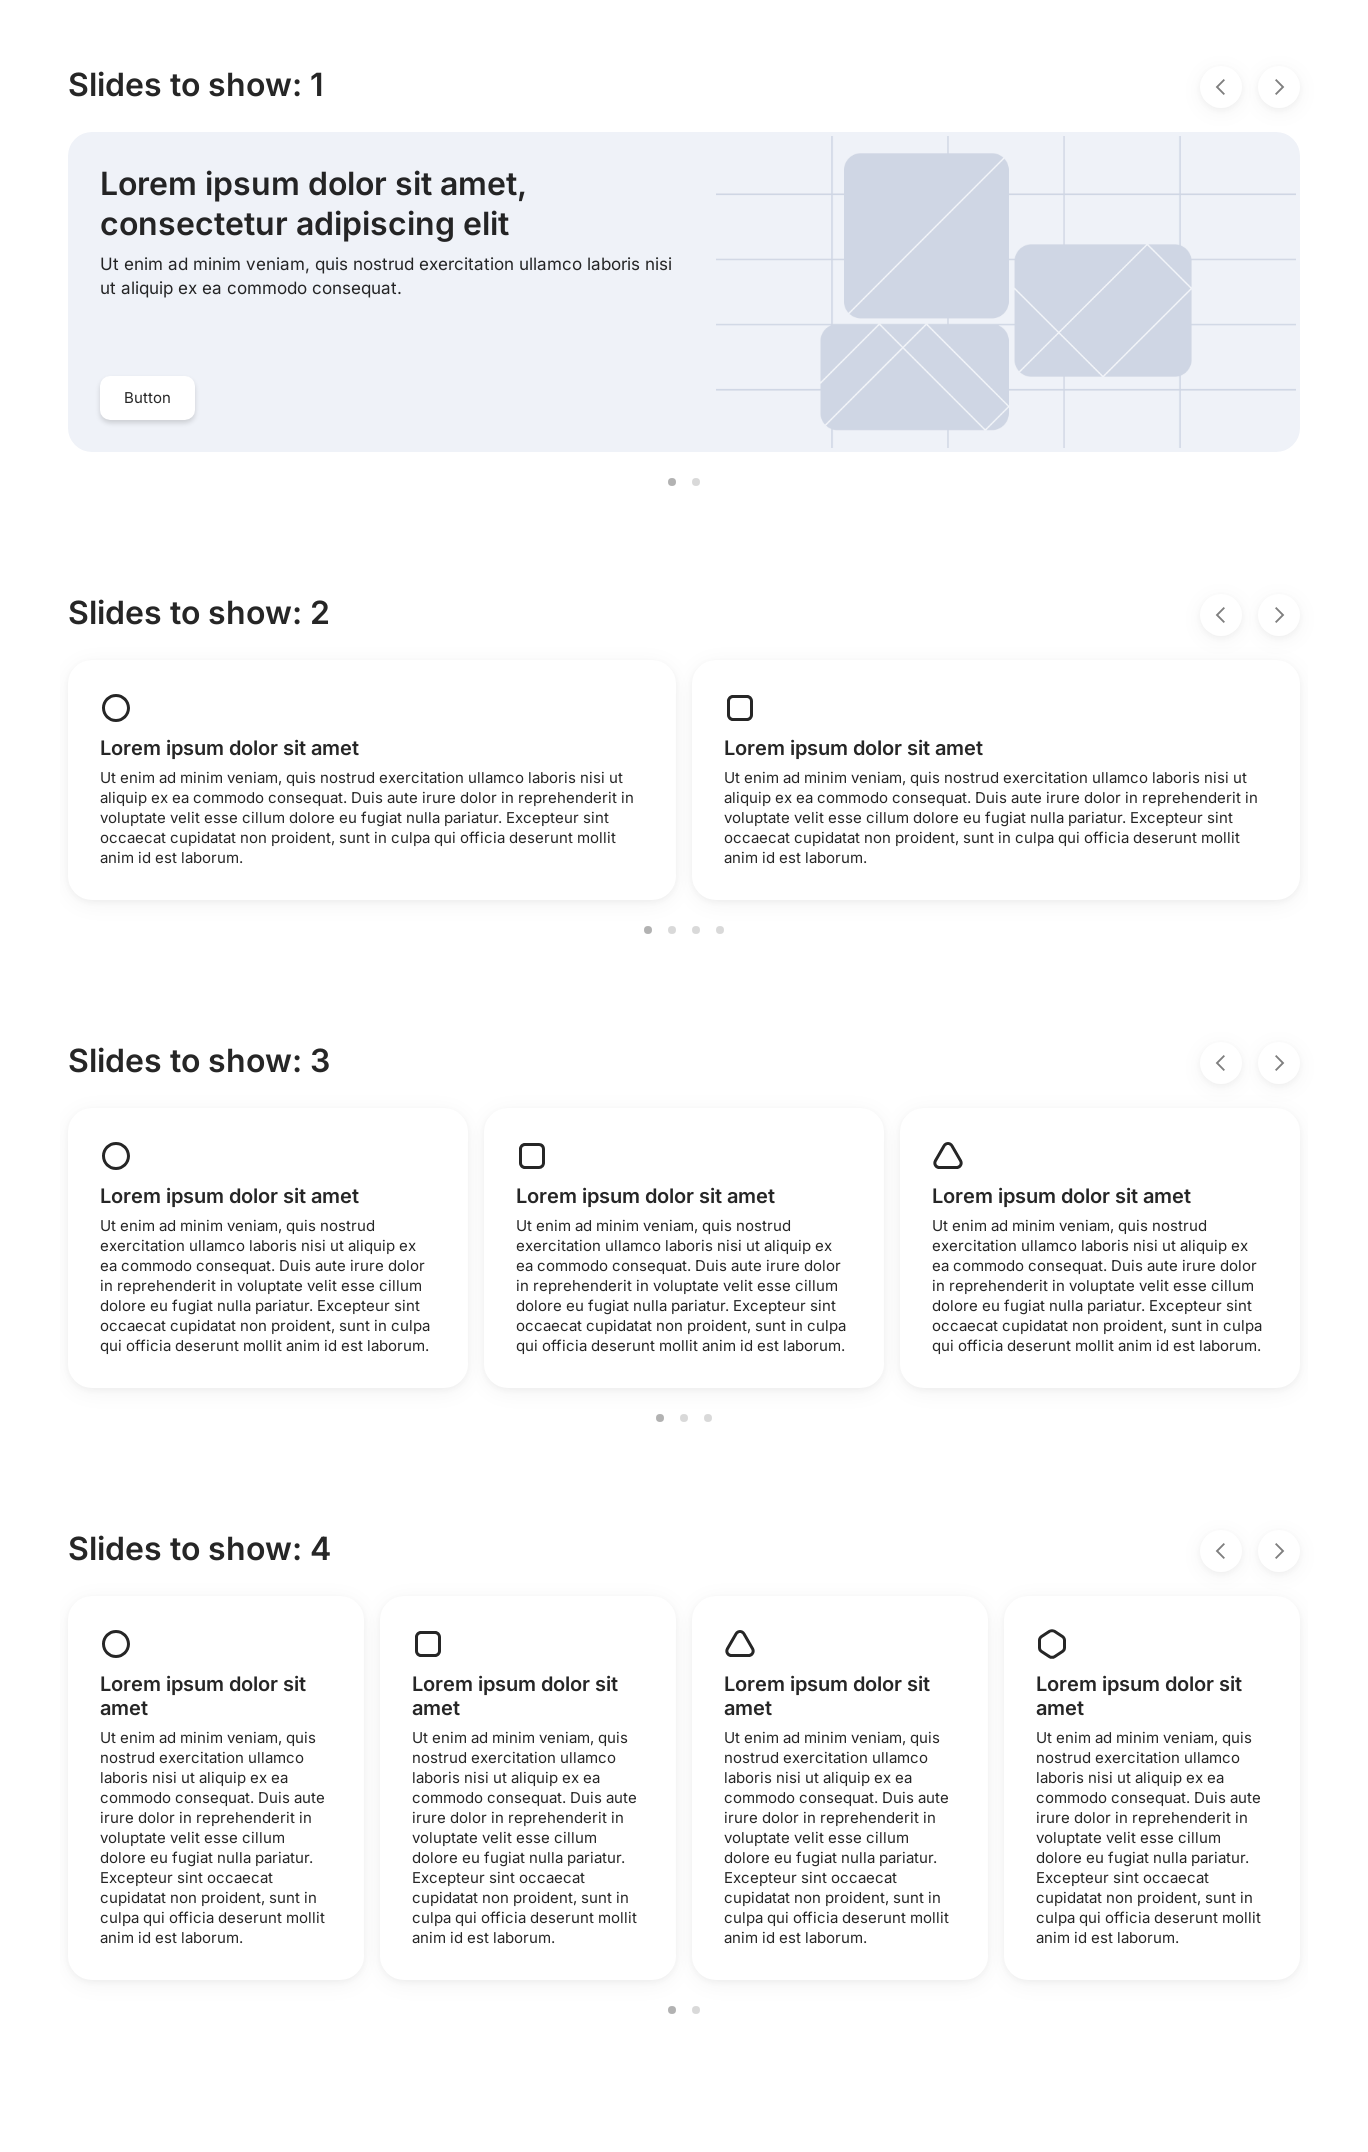 Slides to show: 1
Lorem ipsum dolor sit amet,
consectetur adipiscing elit
Ut enim ad minim veniam, quis nostrud exercitation ullamco laboris nisi
ut aliquip ex ea commodo consequat.
Button
Slides to show: 2
Lorem ipsum dolor sit amet
Ut enim ad minim veniam, quis nostrud exercitation ullamco laboris nisi ut
aliquip ex ea commodo consequat. Duis aute irure dolor in reprehenderit in
voluptate velit esse cillum dolore eu fugiat nulla pariatur. Excepteur sint
occaecat cupidatat non proident, sunt in culpa qui officia deserunt mollit
anim id est laborum.
Lorem ipsum dolor sit amet
Ut enim ad minim veniam, quis nostrud exercitation ullamco laboris nisi ut
aliquip ex ea commodo consequat. Duis aute irure dolor in reprehenderit in
voluptate velit esse cillum dolore eu fugiat nulla pariatur. Excepteur sint
occaecat cupidatat non proident, sunt in culpa qui officia deserunt mollit
anim id est laborum.
Slides to show: 3
Lorem ipsum dolor sit amet
Ut enim ad minim veniam, quis nostrud
exercitation ullamco laboris nisi ut aliquip ex
ea commodo consequat. Duis aute irure dolor
in reprehenderit in voluptate velit esse cillum
dolore eu fugiat nulla pariatur. Excepteur sint
occaecat cupidatat non proident, sunt in culpa
qui officia deserunt mollit anim id est laborum.
Lorem ipsum dolor sit amet
Ut enim ad minim veniam, quis nostrud
exercitation ullamco laboris nisi ut aliquip ex
ea commodo consequat. Duis aute irure dolor
in reprehenderit in voluptate velit esse cillum
dolore eu fugiat nulla pariatur. Excepteur sint
occaecat cupidatat non proident, sunt in culpa
qui officia deserunt mollit anim id est laborum.
Lorem ipsum dolor sit amet
Ut enim ad minim veniam, quis nostrud
exercitation ullamco laboris nisi ut aliquip ex
ea commodo consequat. Duis aute irure dolor
in reprehenderit in voluptate velit esse cillum
dolore eu fugiat nulla pariatur. Excepteur sint
occaecat cupidatat non proident, sunt in culpa
qui officia deserunt mollit anim id est laborum.
Slides to show: 4
Lorem ipsum dolor sit
amet
Ut enim ad minim veniam, quis
nostrud exercitation ullamco
laboris nisi ut aliquip ex ea
commodo consequat. Duis aute
irure dolor in reprehenderit in
voluptate velit esse cillum
dolore eu fugiat nulla pariatur.
Excepteur sint occaecat
cupidatat non proident, sunt in
culpa qui officia deserunt mollit
anim id est laborum.
Lorem ipsum dolor sit
amet
Ut enim ad minim veniam, quis
nostrud exercitation ullamco
laboris nisi ut aliquip ex ea
commodo consequat. Duis aute
irure dolor in reprehenderit in
voluptate velit esse cillum
dolore eu fugiat nulla pariatur.
Excepteur sint occaecat
cupidatat non proident, sunt in
culpa qui officia deserunt mollit
anim id est laborum.
Lorem ipsum dolor sit
amet
Ut enim ad minim veniam, quis
nostrud exercitation ullamco
laboris nisi ut aliquip ex ea
commodo consequat. Duis aute
irure dolor in reprehenderit in
voluptate velit esse cillum
dolore eu fugiat nulla pariatur.
Excepteur sint occaecat
cupidatat non proident, sunt in
culpa qui officia deserunt mollit
anim id est laborum.
Lorem ipsum dolor sit
amet
Ut enim ad minim veniam, quis
nostrud exercitation ullamco
laboris nisi ut aliquip ex ea
commodo consequat. Duis aute
irure dolor in reprehenderit in
voluptate velit esse cillum
dolore eu fugiat nulla pariatur.
Excepteur sint occaecat
cupidatat non proident, sunt in
culpa qui officia deserunt mollit
anim id est laborum.